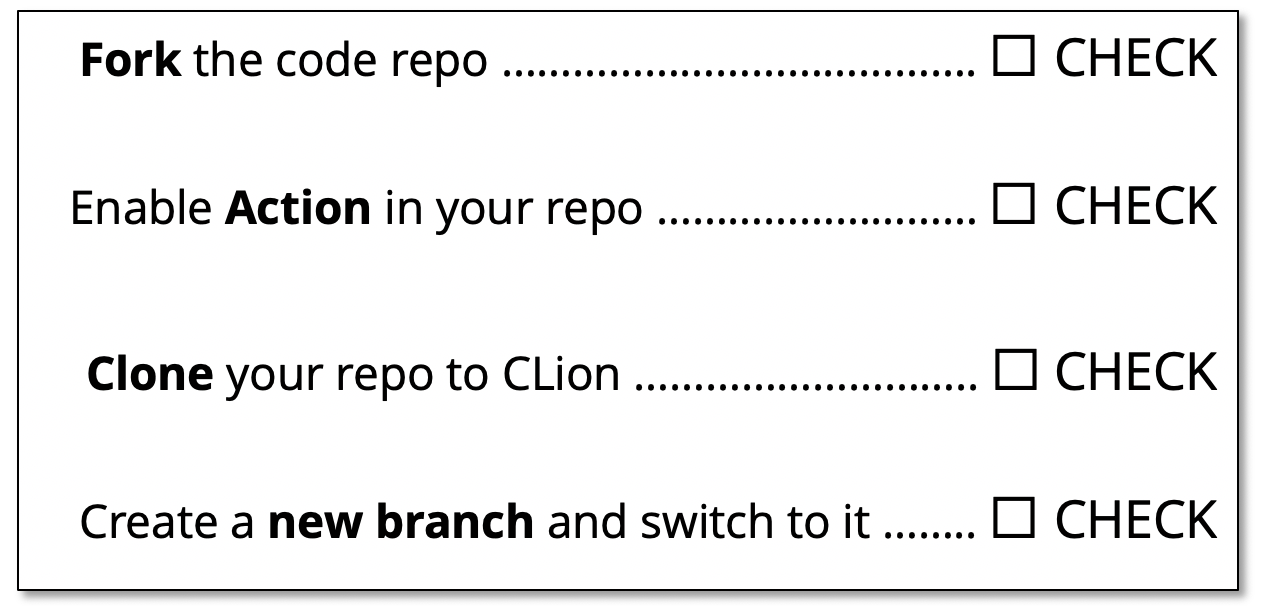 Fork the code repo ........................................ ☐ CHECK
Enable Action in your repo ........................... ☐ CHECK
Clone your repo to CLion ............................. ☐ CHECK
Create a new branch and switch to it ........ ☐ CHECK